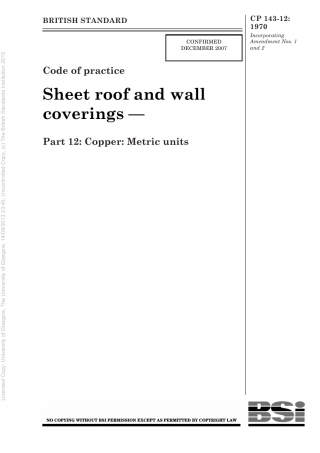 BRITISH STANDARD
CP 143-12:
1970
Incorporating
Amendment Nos. 1
and 2
CONFIRMED
DECEMBER 2007
Code of practice
Sheet roof and wall
coverings —
Part 12: Copper: Metric units
Licensed Copy: University of Glasgow, The University of Glasgow, 14/03/2013 23:45, Uncontrolled Copy, (c) The British Standards Institution 2013
NO COPYING WITHOUT BSI PERMISSION EXCEPT AS PERMITTED BY COPYRIGHT LAW
BSi